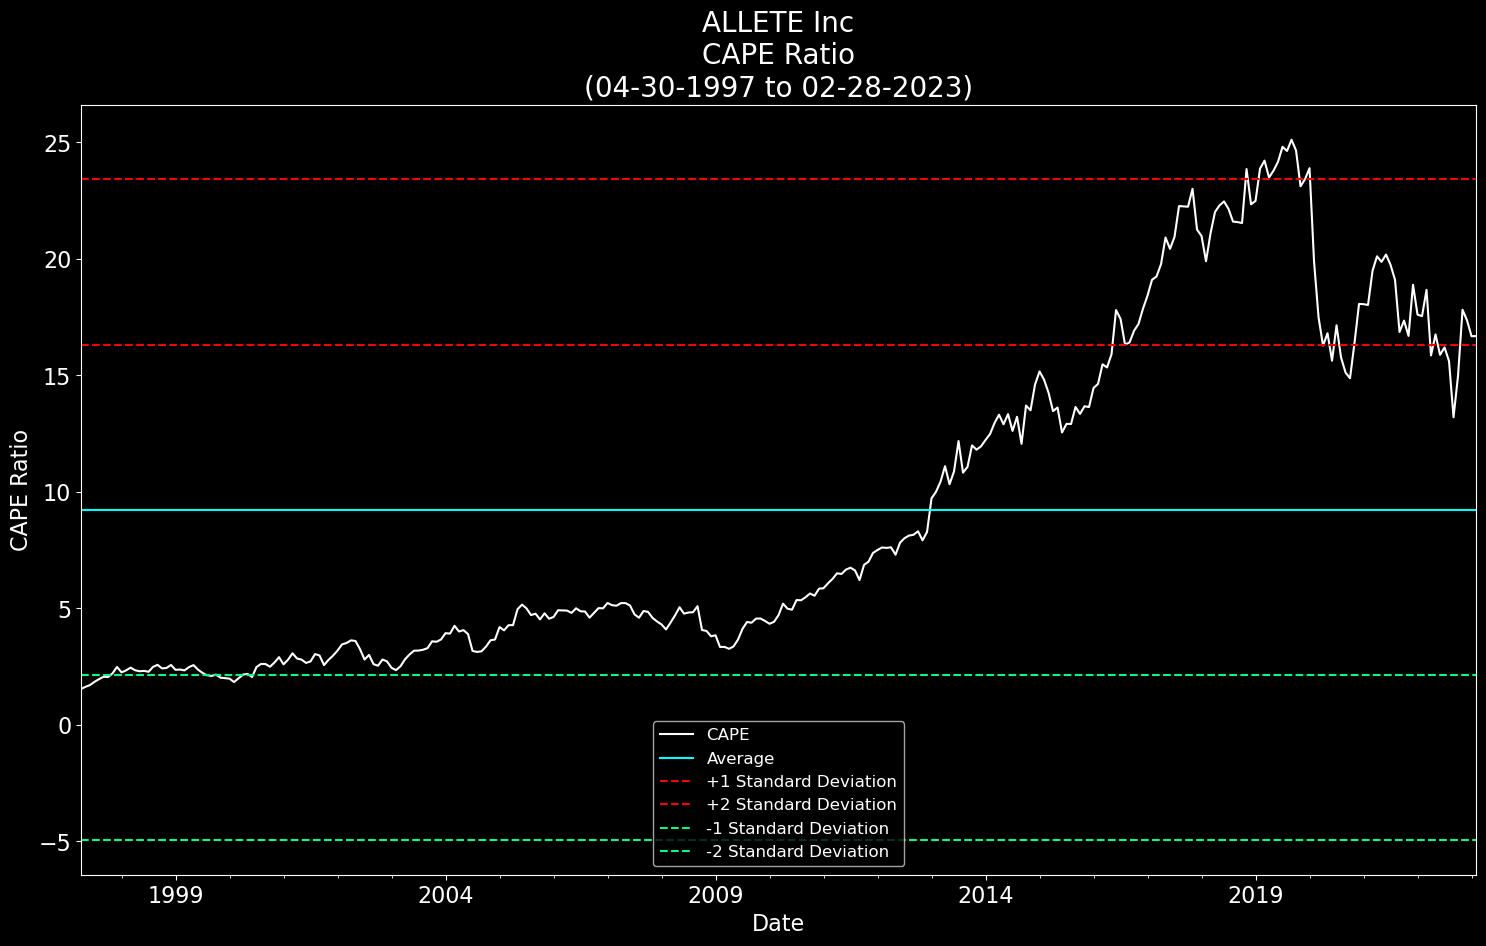 ALLETE Inc
CAPE Ratio
(04-30-1997 to 02-28-2023)
CAPE Ratio
25
20
15
10
5
0
−5
CAPE
Average
+1 Standard Deviation
+2 Standard Deviation
-1 Standard Deviation
-2 Standard Deviation
1999
2004
2009
2014
2019
Date